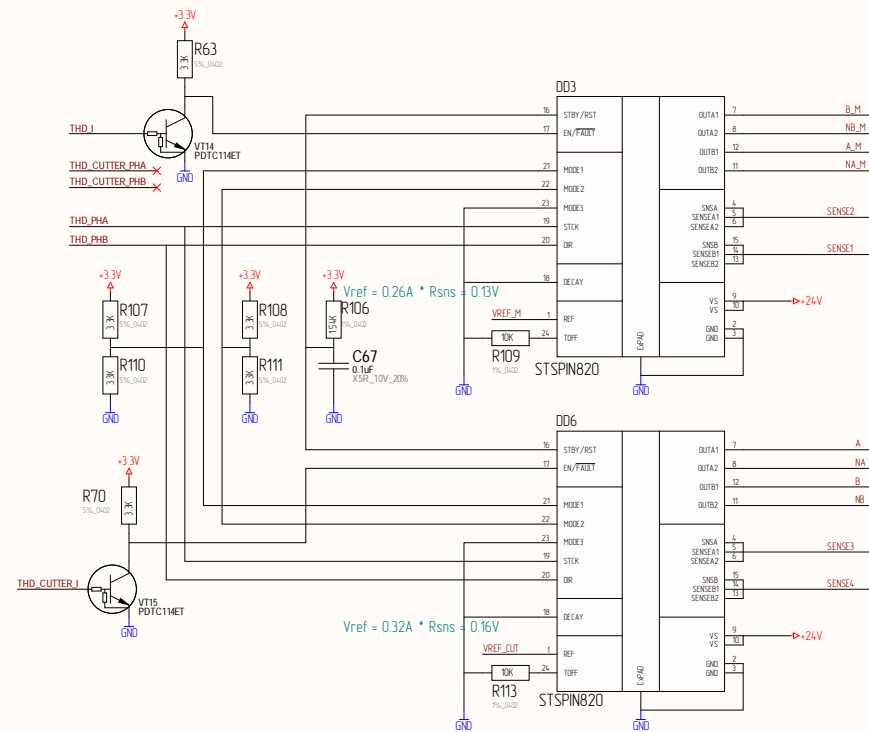 +3.3V
R63
3.3K
5%_0402
THD_I
VT14
PDTC114ET
GND
THD_CUTTER_PHA
THD_CUTTER_PHB
THD_PHA
THD_PHB
DD3
16 STBY/RST
17 EN/FAULT
21 MODE1
22 MODE2
23 MODE3
19 STCK
20 DIR
18 DECAY
1 REF
24 TOFF
ExPAD
OUTA1 7 B_M
OUTA2 8 NB_M
OUTB1 12 A_M
OUTB2 11 NA_M
SNSA 4
SENSEA1 5 SENSE2
SENSEA2 6
SNSB 15
SENSEB1 14 SENSE1
SENSEB2 13
VS 9 +24V
VS 10
GND 2
GND 3
STSPIN820
GND
VREF_M
10K
R109
1%_0402
GND
Vref = 0.26A * Rsns = 0.13V
+3.3V
R107
3.3K
5%_0402
R110
3.3K
5%_0402
GND
+3.3V
R108
3.3K
5%_0402
R111
3.3K
5%_0402
GND
+3.3V
R106
154K
1%_0402
C67
0.1uF
X5R_10V_20%
GND
+3.3V
R70
3.3K
5%_0402
THD_CUTTER_I
VT15
PDTC114ET
GND
DD6
16 STBY/RST
17 EN/FAULT
21 MODE1
22 MODE2
23 MODE3
19 STCK
20 DIR
18 DECAY
1 REF
24 TOFF
ExPAD
OUTA1 7 A
OUTA2 8 NA
OUTB1 12 B
OUTB2 11 NB
SNSA 4
SENSEA1 5 SENSE3
SENSEA2 6
SNSB 15
SENSEB1 14 SENSE4
SENSEB2 13
VS 9 +24V
VS 10
GND 2
GND 3
STSPIN820
GND
Vref = 0.32A * Rsns = 0.16V
VREF_CUT
10K
R113
1%_0402
GND